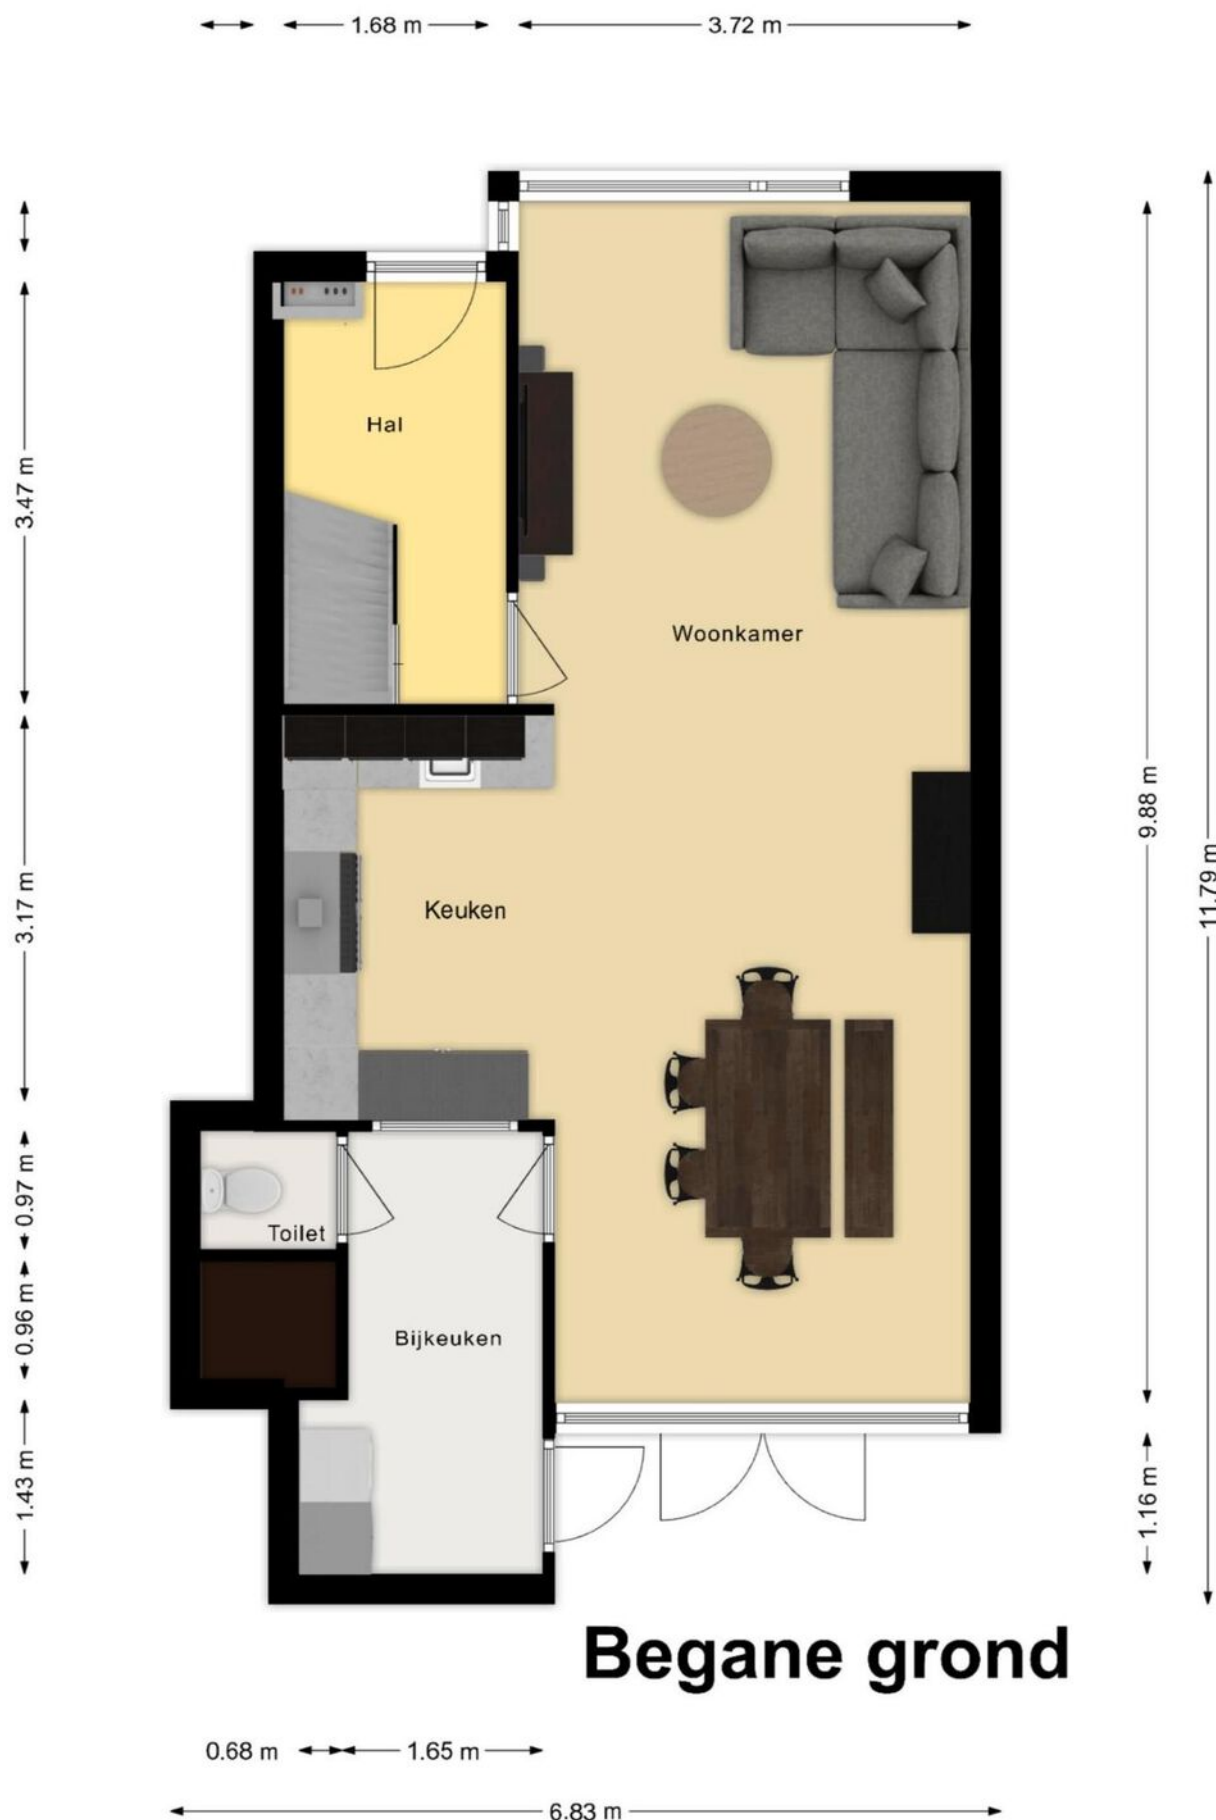 1.68 m
3.72 m
Hal
3.47 m
Woonkamer
9.88 m
11.79 m
3.17 m
Keuken
0.97 m
Toilet
0.96 m
Bijkeuken
1.43 m
1.16 m
Begane grond
0.68 m
1.65 m
6.83 m